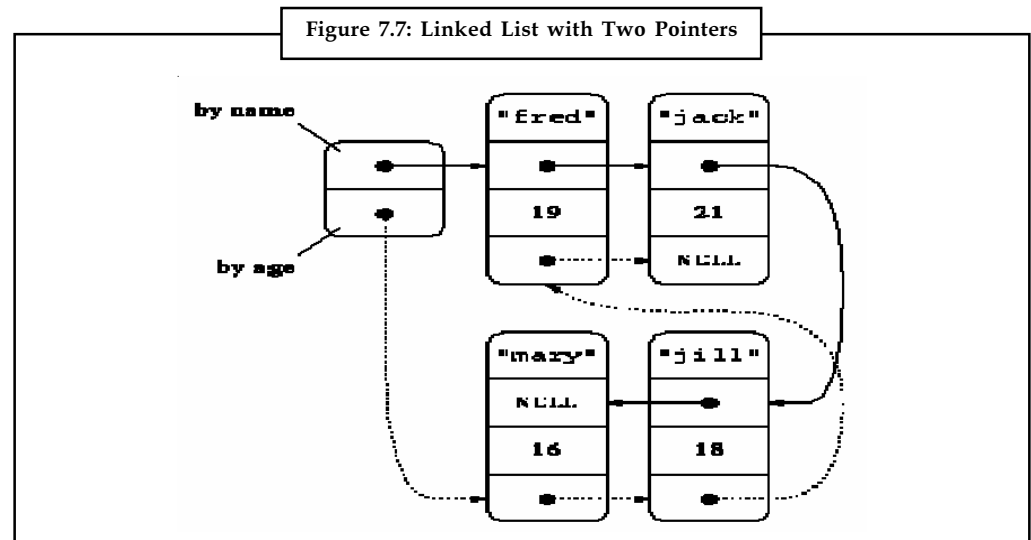 Figure 7.7: Linked List with Two Pointers
by name
"fred" "jack"
19 21
by age
NULL
"mary" "jill"
NULL
16 18